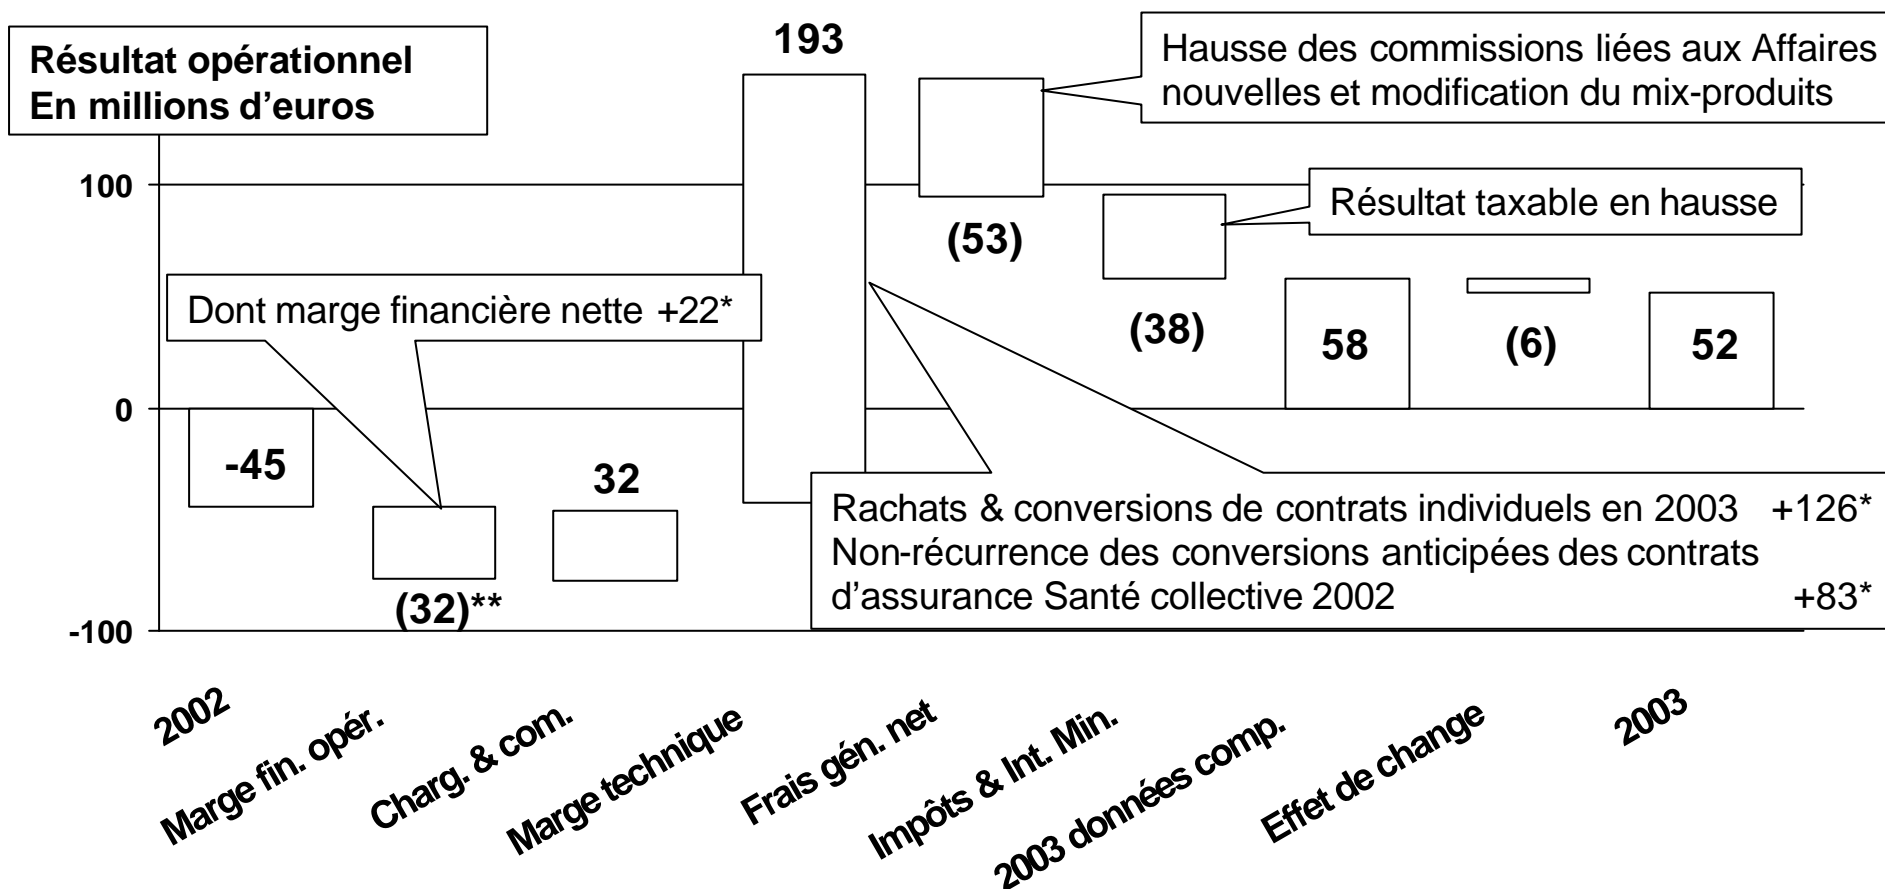 Résultat opérationnel
En millions d'euros
193
Hausse des commissions liées aux Affaires
nouvelles et modification du mix-produits
100
Résultat taxable en hausse
(53)
Dont marge financière nette +22*
(38)
58
(6)
52
0
-45
32
Rachats & conversions de contrats individuels en 2003 +126*
Non-récurrence des conversions anticipées des contrats
d'assurance Santé collective 2002 +83*
(32)**
-100
2002
Marge fin. opér.
Charg. & com.
Marge technique
Frais gén. net
Impôts & Int. Min.
2003 données comp.
Effet de change
2003